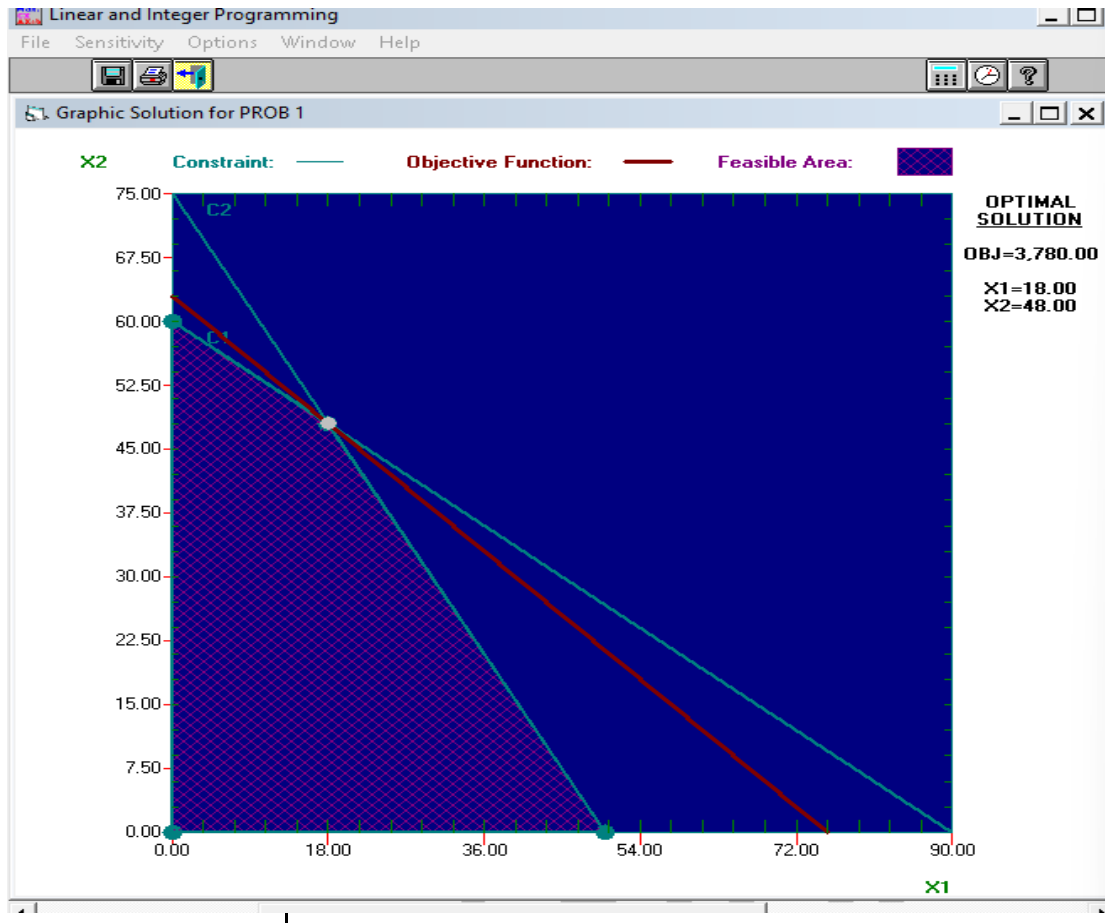 Linear and Integer Programming
File Sensitivity Options Window Help
Graphic Solution for PROB 1
X2 Constraint: Objective Function: Feasible Area:
OPTIMAL
SOLUTION
OBJ=3,780.00
X1=18.00
X2=48.00
75.00
67.50
60.00
52.50
45.00
37.50
30.00
22.50
15.00
7.50
0.00
C2
C1
0.00 18.00 36.00 54.00 72.00 90.00
X1